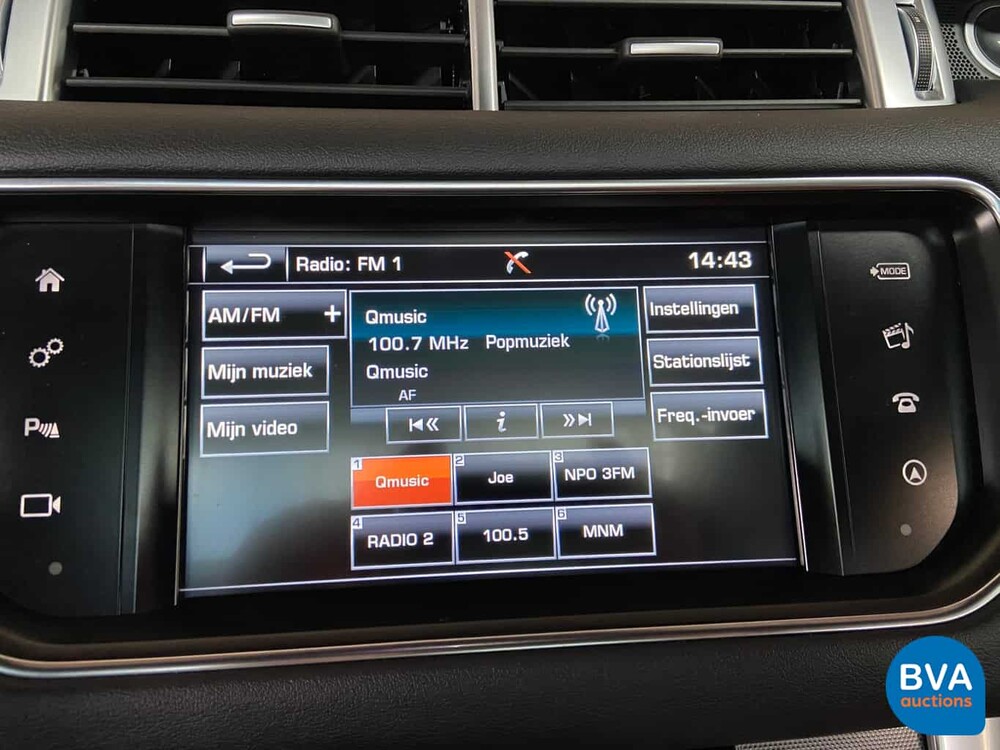 Radio: FM 1
14:43
AM/FM +
Mijn muziek
Mijn video
Qmusic
100.7 MHz Popmuziek
Qmusic
AF
Instellingen
Stationslijst
Freq.-invoer
i
1 Qmusic
2 Joe
3 NPO 3FM
4 RADIO 2
5 100.5
6 MNM
P
MODE
BVA
auctions